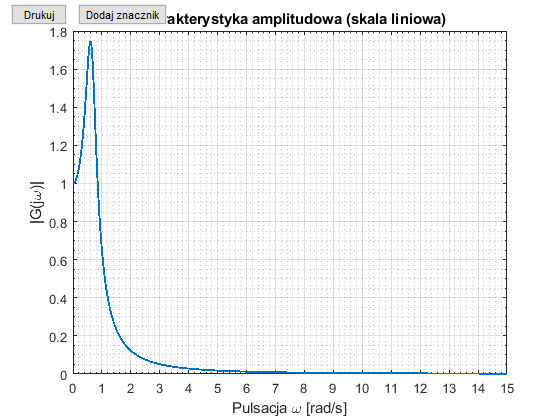 Drukuj
Dodaj znacznik
akterystyka amplitudowa (skala liniowa)
|G(jω)|
1.8
1.6
1.4
1.2
1
0.8
0.6
0.4
0.2
0
0 1 2 3 4 5 6 7 8 9 10 11 12 13 14 15
Pulsacja ω [rad/s]